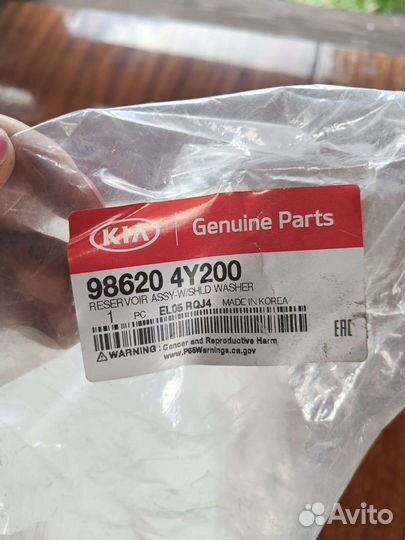 KIA Genuine Parts
98620 4Y200
RESERVOIR ASSY-W/SHLD WASHER
1 PC EL05 RQJ4 MADE IN KOREA
EAC
WARNING : Cancer and Reproductive Harm
www.P65Warnings.ca.gov
Avito